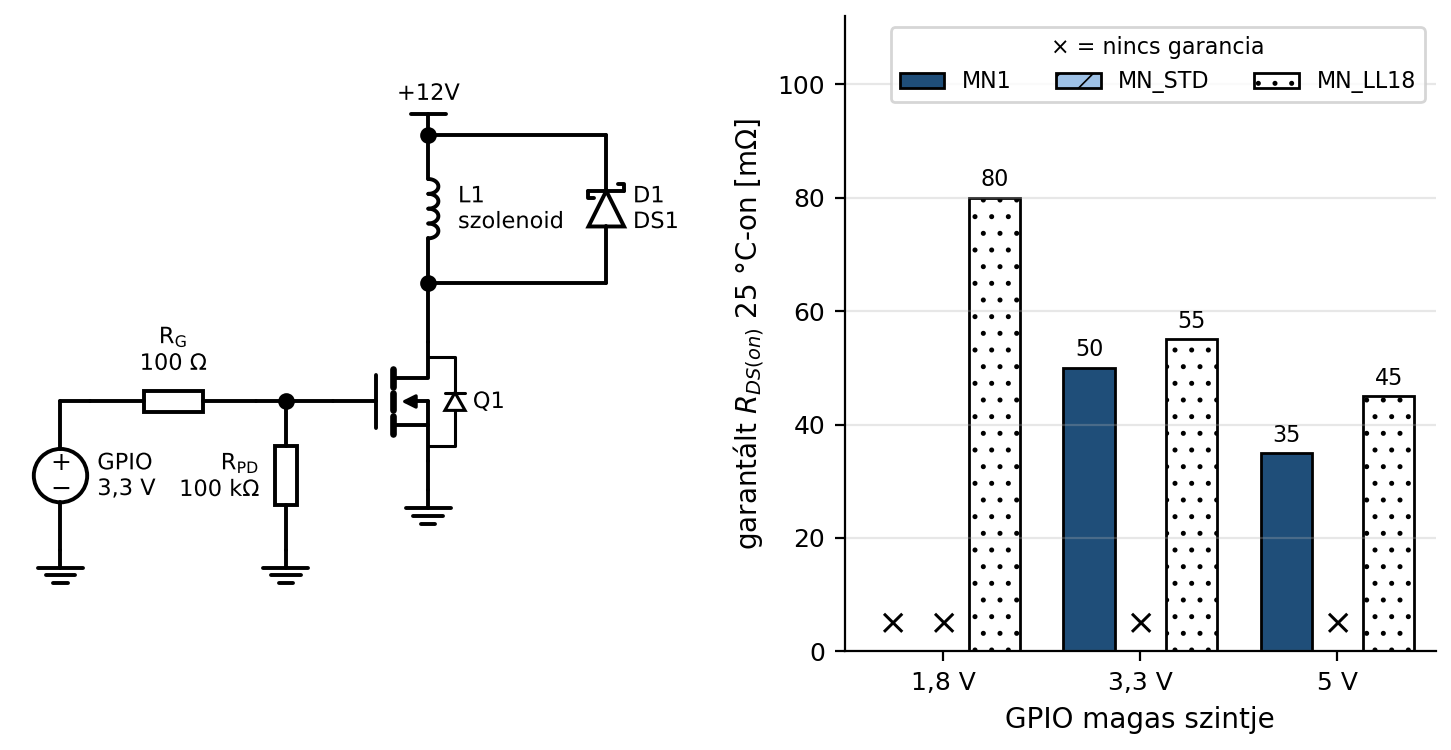 +12V
L1
szolenoid
D1
DS1
R_G
100 Ω
Q1
+
−
GPIO
3,3 V
R_PD
100 kΩ
garantált R_DS(on) 25 °C-on [mΩ]
100
80
60
40
20
0
× = nincs garancia
MN1
MN_STD
MN_LL18
80
50
55
35
45
×
×
×
×
1,8 V
3,3 V
5 V
GPIO magas szintje